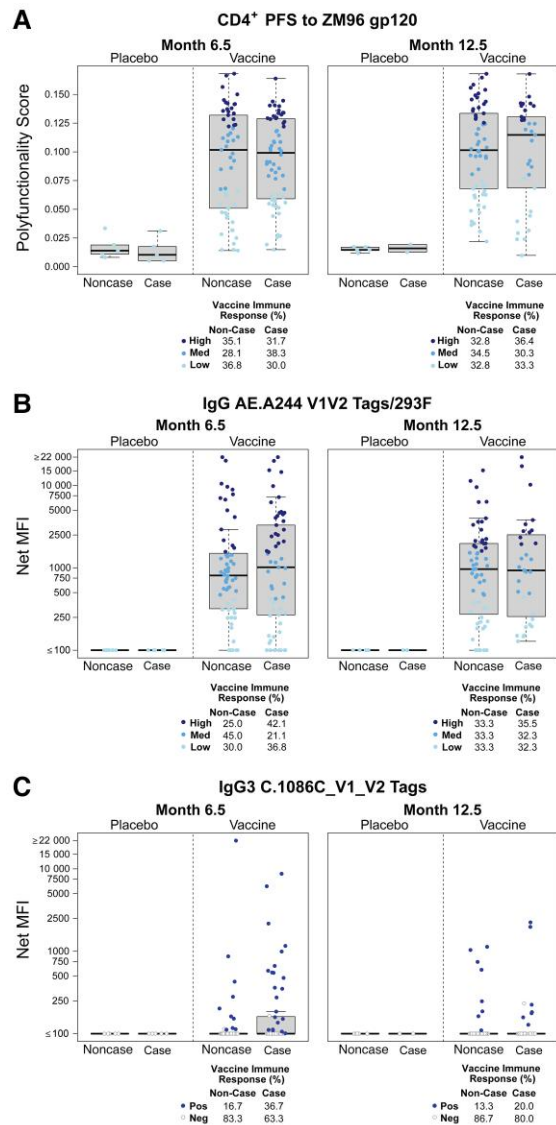 A
CD4⁺ PFS to ZM96 gp120
Month 6.5
Month 12.5
Placebo Vaccine Placebo Vaccine
Polyfunctionality Score
0.150
0.125
0.100
0.075
0.050
0.025
0.000
Noncase Case Noncase Case Noncase Case Noncase Case
Vaccine Immune
Response (%)
Non-Case Case
High 35.1 31.7
Med 28.1 38.3
Low 36.8 30.0
Vaccine Immune
Response (%)
Non-Case Case
High 32.8 36.4
Med 34.5 30.3
Low 32.8 33.3
B
IgG AE.A244 V1V2 Tags/293F
Month 6.5
Month 12.5
Placebo Vaccine Placebo Vaccine
Net MFI
≥22 000
15 000
10 000
7500
5000
2500
1000
750
500
250
≤100
Noncase Case Noncase Case Noncase Case Noncase Case
Vaccine Immune
Response (%)
Non-Case Case
High 25.0 42.1
Med 45.0 21.1
Low 30.0 36.8
Vaccine Immune
Response (%)
Non-Case Case
High 33.3 35.5
Med 33.3 32.3
Low 33.3 32.3
C
IgG3 C.1086C_V1_V2 Tags
Month 6.5
Month 12.5
Placebo Vaccine Placebo Vaccine
Net MFI
≥22 000
15 000
10 000
7500
5000
2500
1000
750
500
250
≤100
Noncase Case Noncase Case Noncase Case Noncase Case
Vaccine Immune
Response (%)
Non-Case Case
Pos 16.7 36.7
Neg 83.3 63.3
Vaccine Immune
Response (%)
Non-Case Case
Pos 13.3 20.0
Neg 86.7 80.0